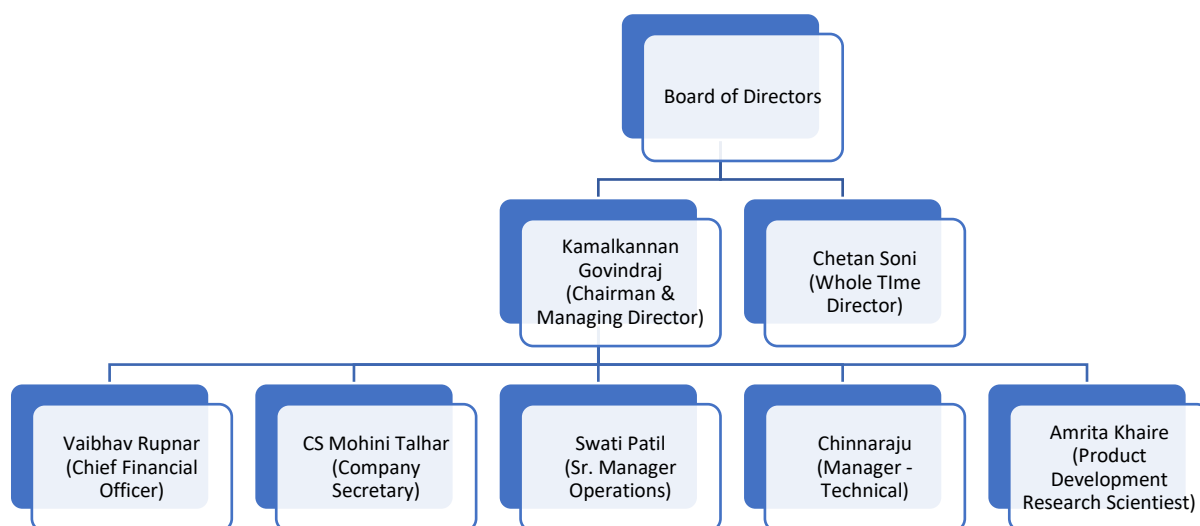 Board of Directors
Kamalkannan
Govindraj
(Chairman &
Managing Director)
Chetan Soni
(Whole TIme
Director)
Vaibhav Rupnar
(Chief Financial
Officer)
CS Mohini Talhar
(Company
Secretary)
Swati Patil
(Sr. Manager
Operations)
Chinnaraju
(Manager -
Technical)
Amrita Khaire
(Product
Development
Research Scientiest)